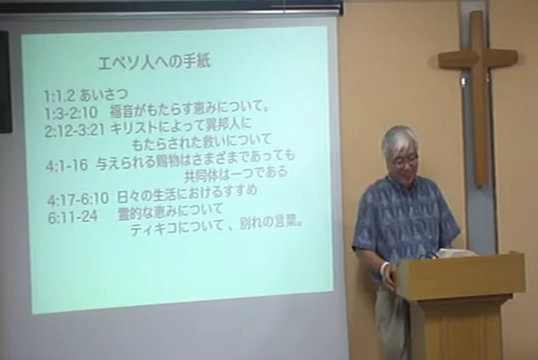 エペソ人への手紙
1:1.2 あいさつ
1:3-2:10 福音がもたらす恵みについて。
2:12-3:21 キリストによって異邦人に
もたらされた救いについて
4:1-16 与えられる賜物はさまざまであっても
共同体は一つである
4:17-6:10 日々の生活におけるすすめ
6:11-24 霊的な恵みについて
ティキコについて、別れの言葉。